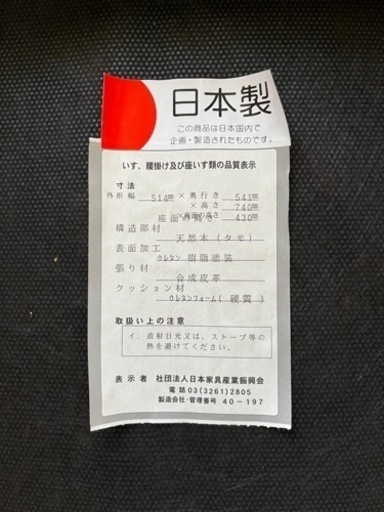 日本製
この商品は日本国内で
企画・製造されたものです。
いす、腰掛け及び座いす類の品質表示
寸法
外形 幅 514㎜ × 奥行き 541㎜
× 高さ 740㎜
×座面の高さ
座面の高さ 430㎜
構造部材
天然木（タモ）
表面加工
ウレタン 樹脂塗装
張り材
合成皮革
クッション材
ウレタンフォーム（硬質）
取扱い上の注意
イ．直射日光又は、ストーブ等の
熱を避けてください。
表示者 社団法人日本家具産業振興会
電話 03(3261)2805
製造会社・管理番号 40-197